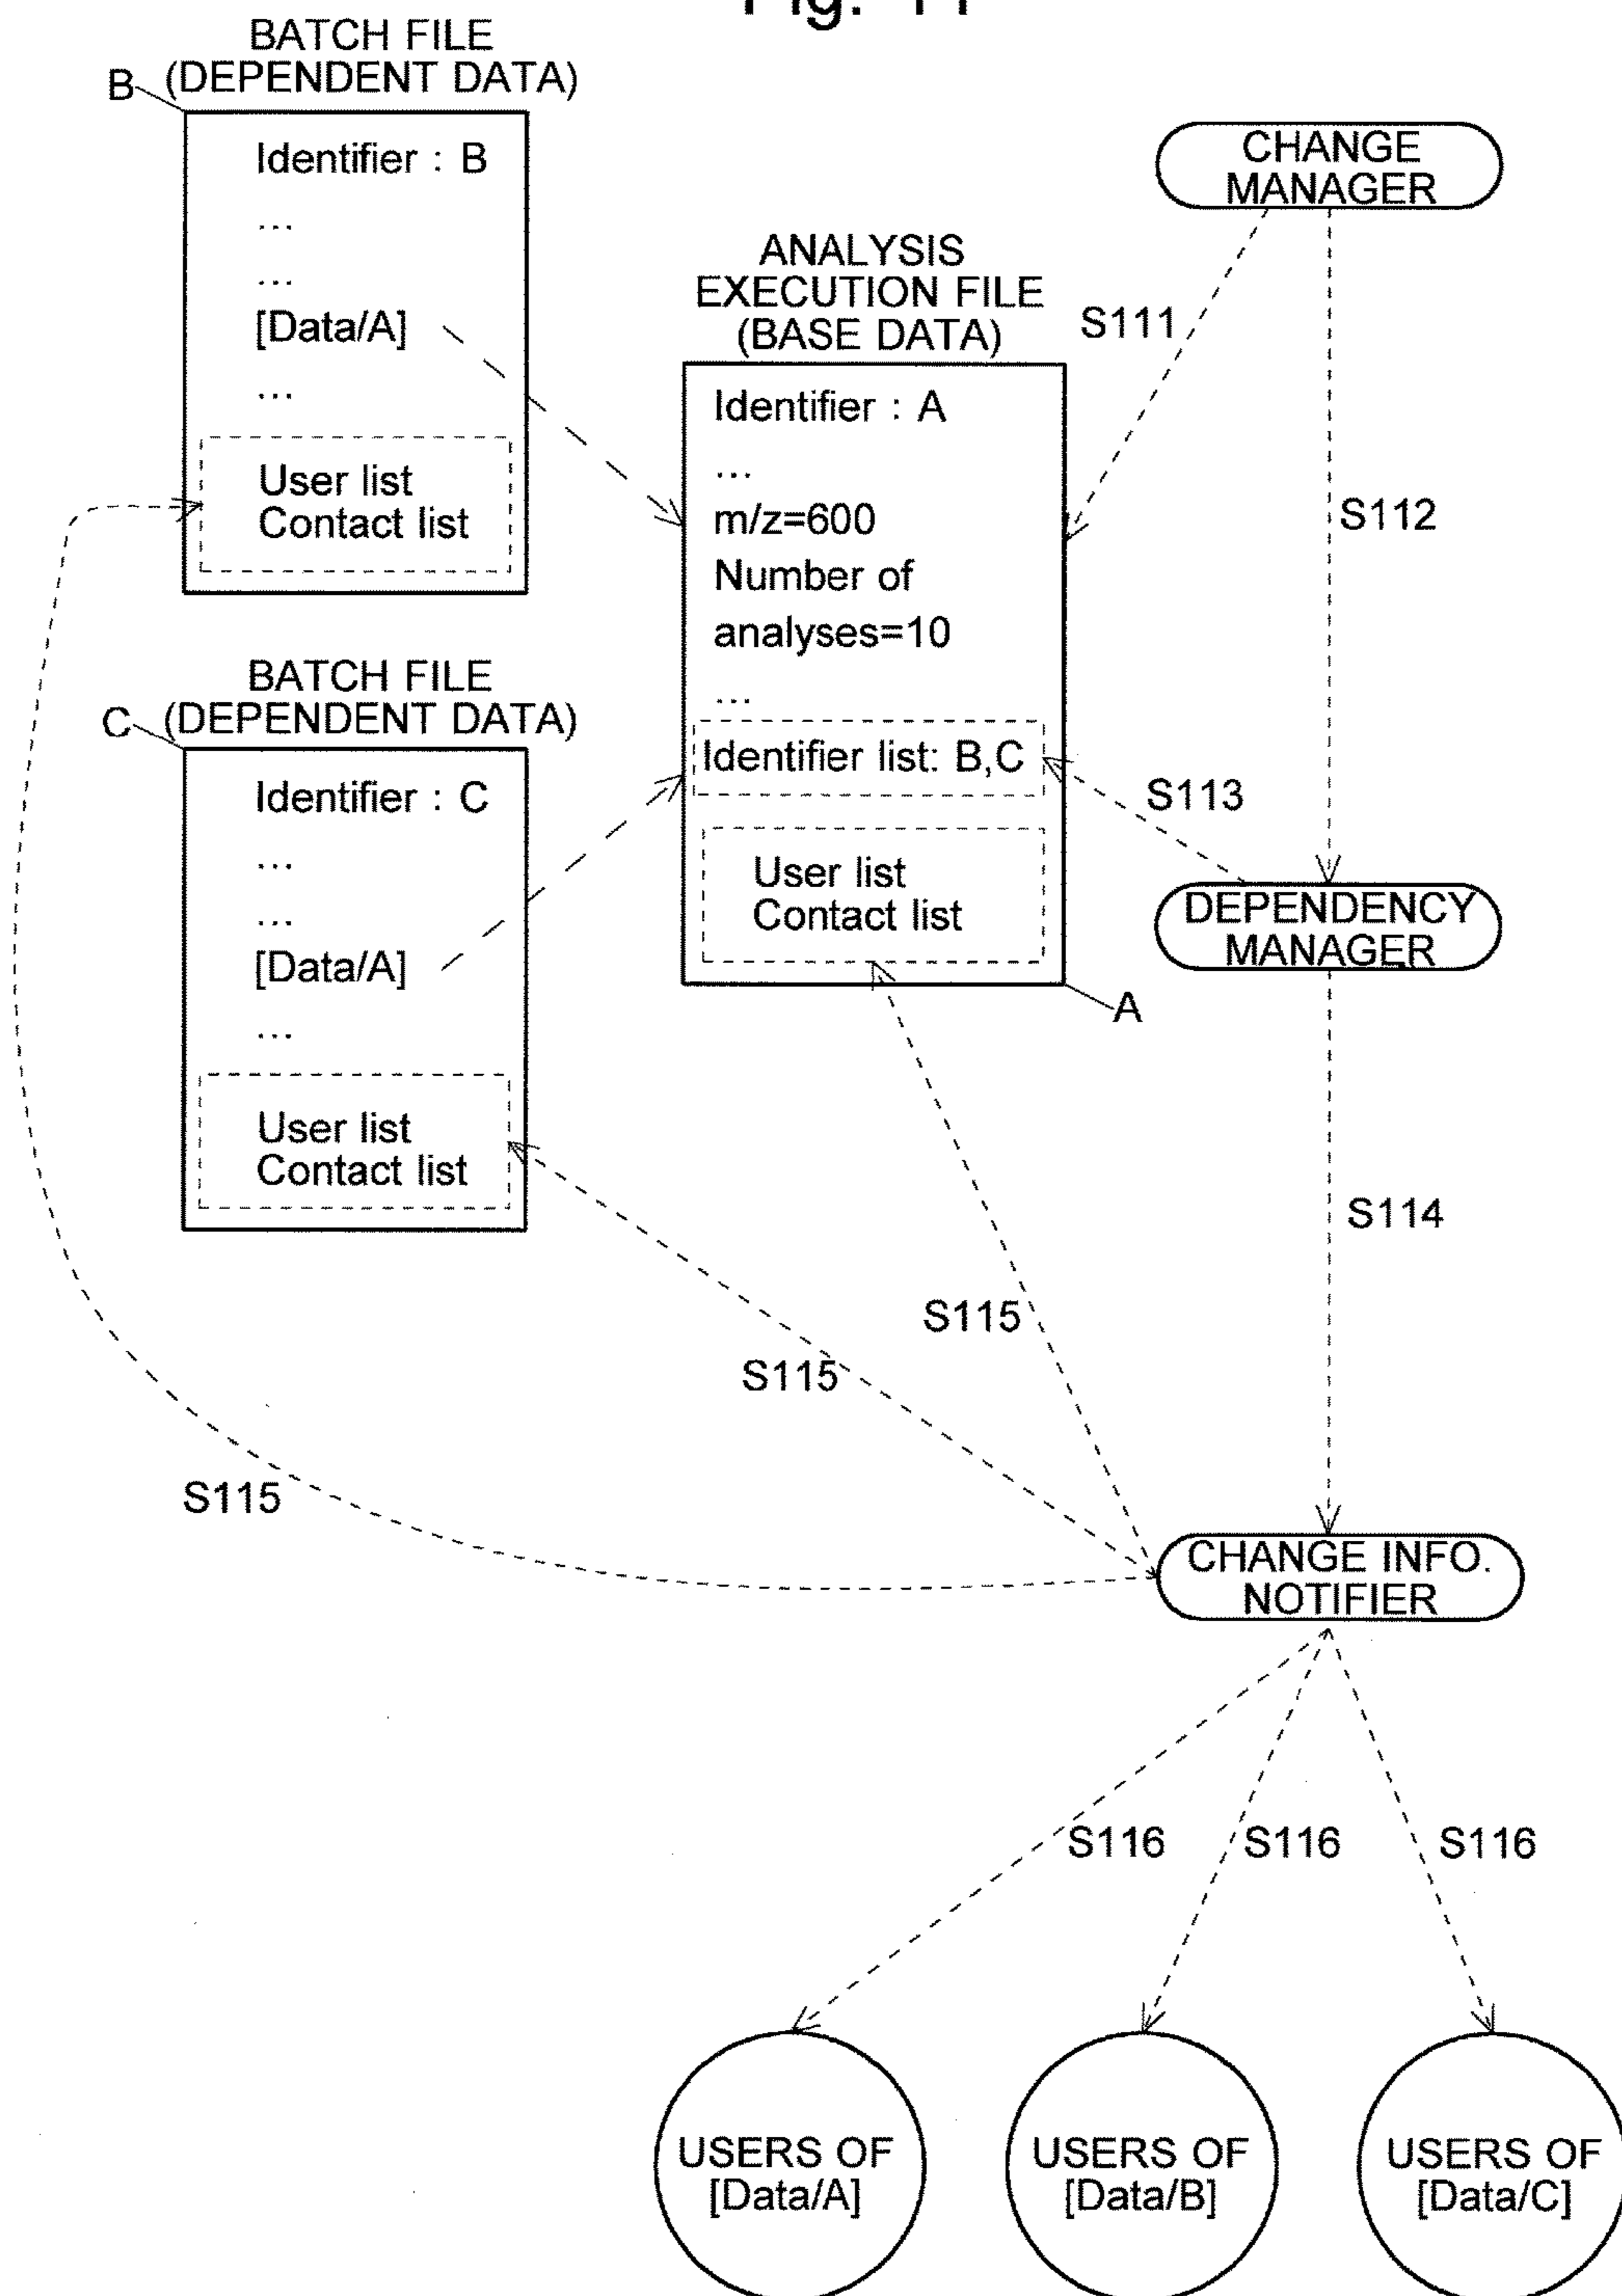 BATCH FILE
(DEPENDENT DATA)
B
Identifier : B
...
...
[Data/A]
...
User list
Contact list
CHANGE
MANAGER
S111
S112
ANALYSIS
EXECUTION FILE
(BASE DATA)
Identifier : A
...
m/z=600
Number of
analyses=10
...
Identifier list: B,C
User list
Contact list
A
S113
BATCH FILE
(DEPENDENT DATA)
C
Identifier : C
...
...
[Data/A]
...
User list
Contact list
DEPENDENCY
MANAGER
S114
S115
S115
S115
CHANGE INFO.
NOTIFIER
S116
S116
S116
USERS OF
[Data/A]
USERS OF
[Data/B]
USERS OF
[Data/C]